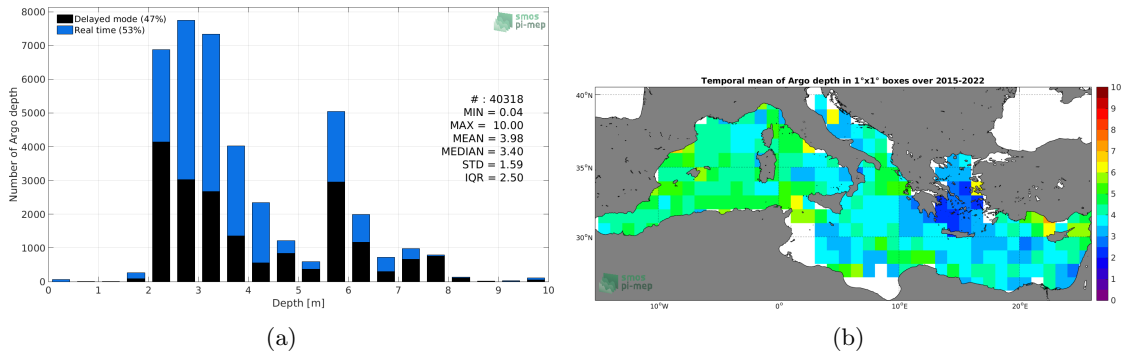 Delayed mode (47%)
Real time (53%)
smos
pi-mep
8000
7000
6000
5000
4000
3000
2000
1000
0
Number of Argo depth
# : 40318
MIN = 0.04
MAX = 10.00
MEAN = 3.98
MEDIAN = 3.40
STD = 1.59
IQR = 2.50
0 1 2 3 4 5 6 7 8 9 10
Depth [m]
(a)
Temporal mean of Argo depth in 1°x1° boxes over 2015-2022
40°N
35°N
30°N
10°W 0° 10°E 20°E
smos
pi-mep
10
9
8
7
6
5
4
3
2
1
0
(b)